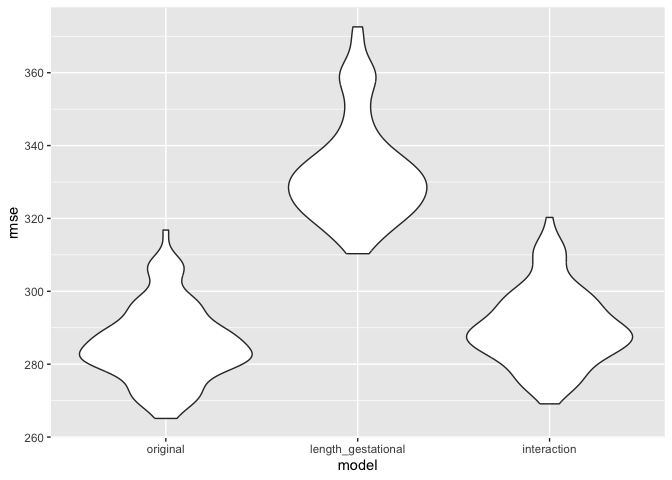 rmse
360
340
320
300
280
260
original
length_gestational
interaction
model